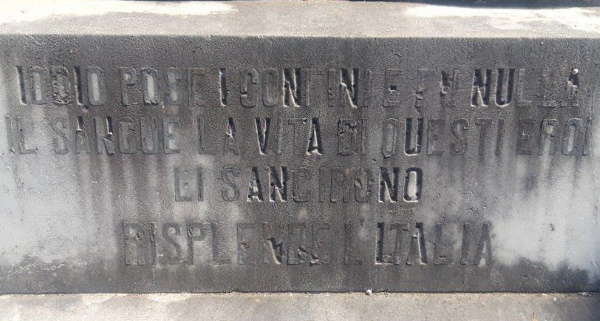 IDDIO POSE I CONFINI E FU NULLA
IL SANGUE LA VITA DI QUESTI EROI
LI SANCIRONO
RISPLENDE L'ITALIA